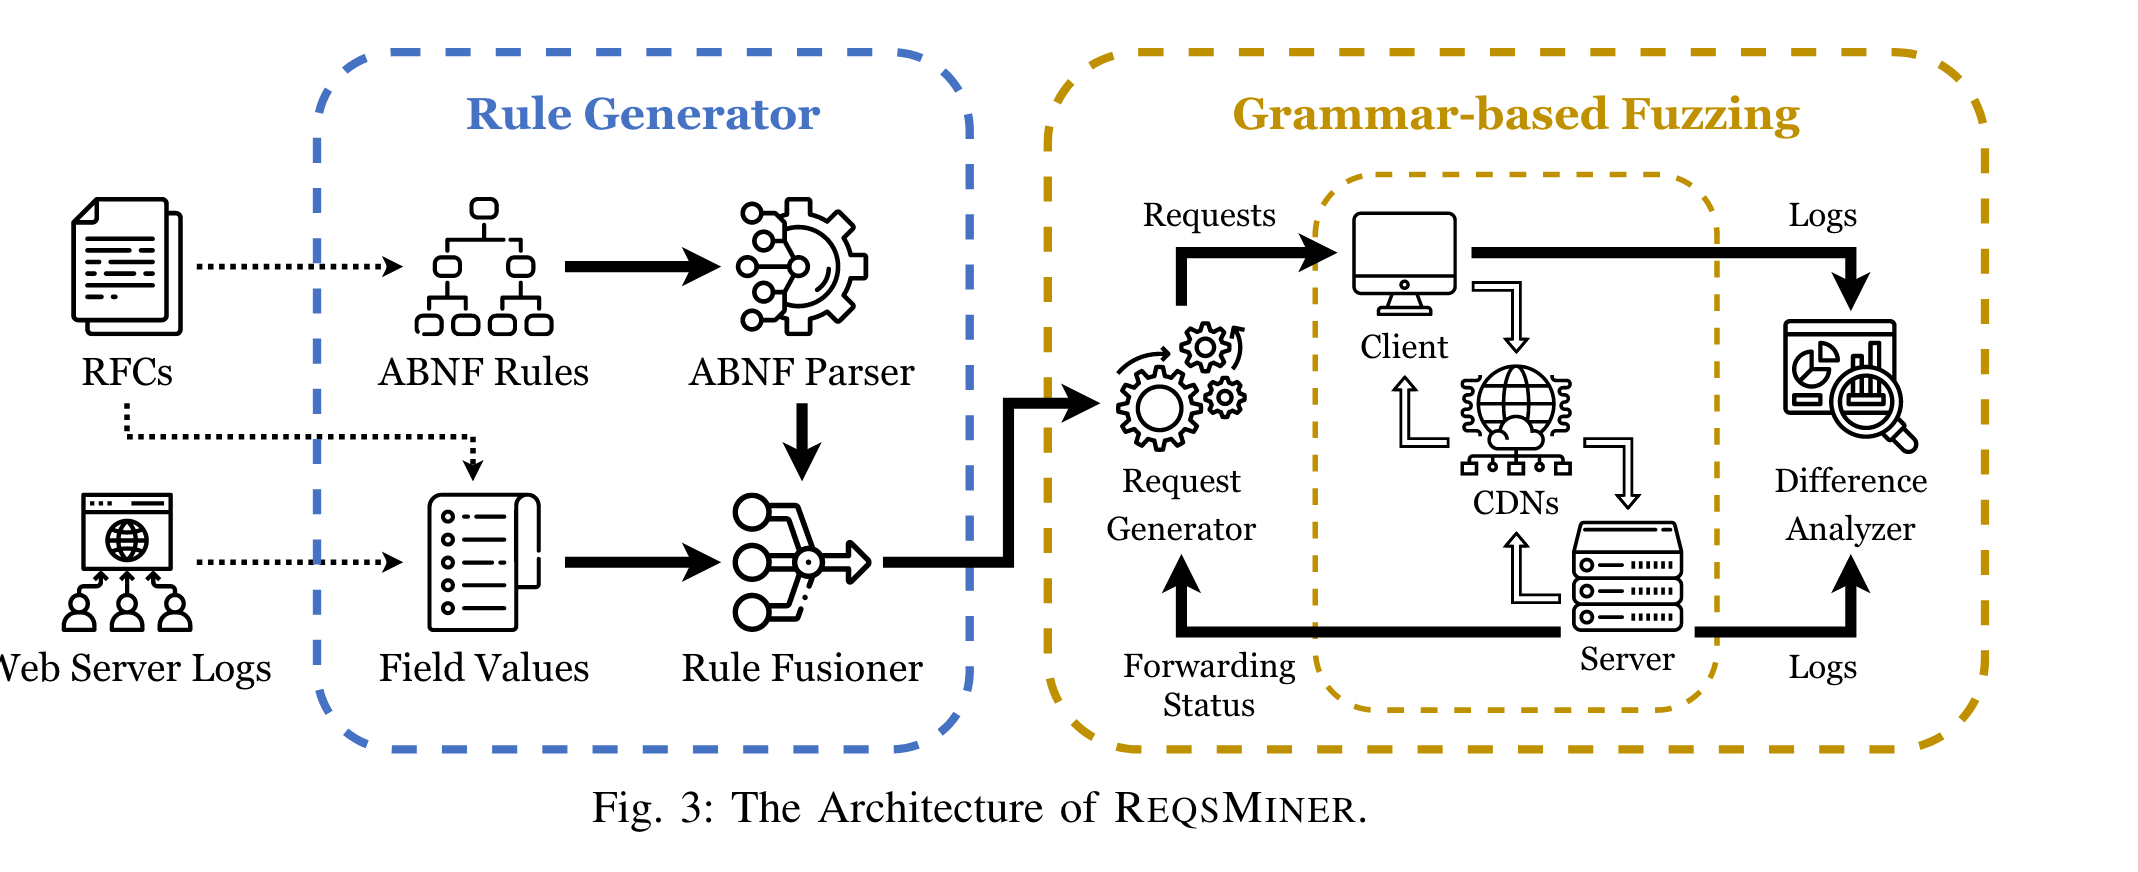 Rule Generator
Grammar-based Fuzzing
RFCs
ABNF Rules
ABNF Parser
Web Server Logs
Field Values
Rule Fusioner
Requests
Client
Logs
CDNs
Request
Generator
Difference
Analyzer
Forwarding
Status
Server
Logs
Fig. 3: The Architecture of REQSMINER.